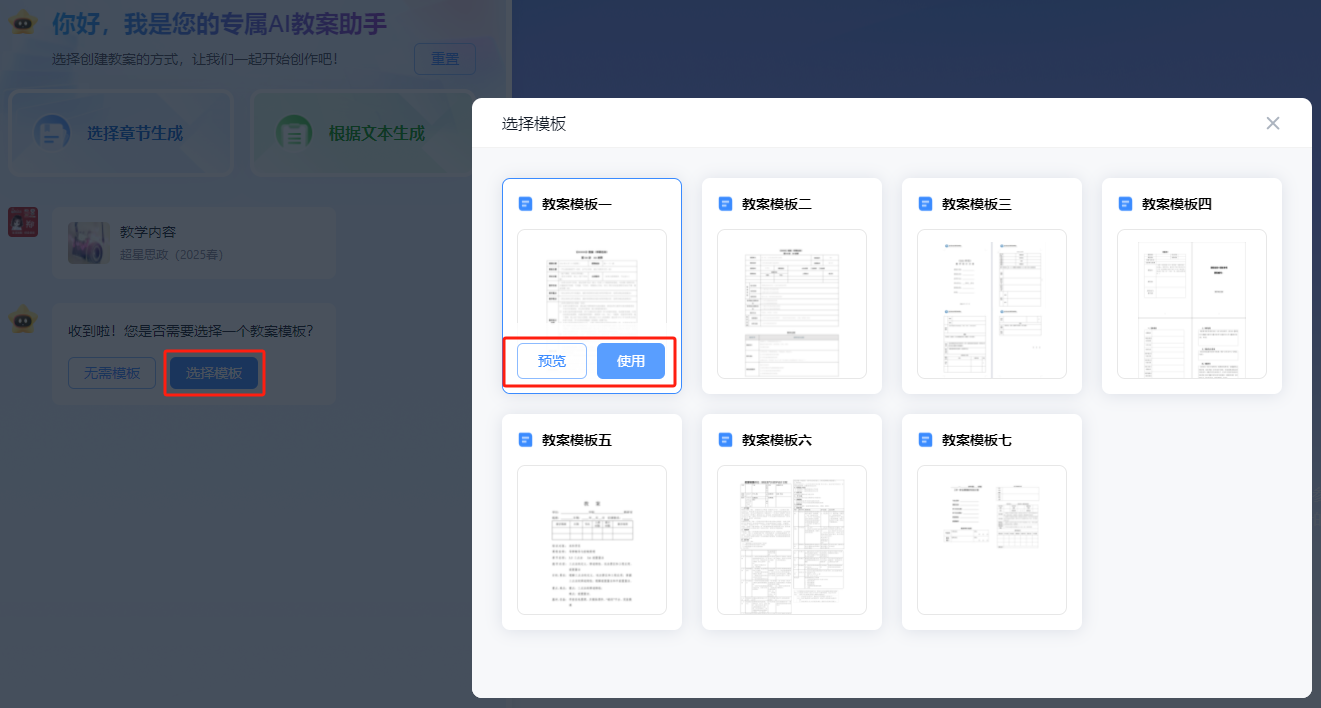 你好，我是您的专属AI教案助手
选择创建教案的方式，让我们一起开始创作吧！
重置
选择章节生成
根据文本生成
教学内容
超星思政（2025春）
收到啦！您是否需要选择一个教案模板？
无需模板
选择模板
选择模板
教案模板一
教案模板二
教案模板三
教案模板四
预览
使用
教案模板五
教案模板六
教案模板七